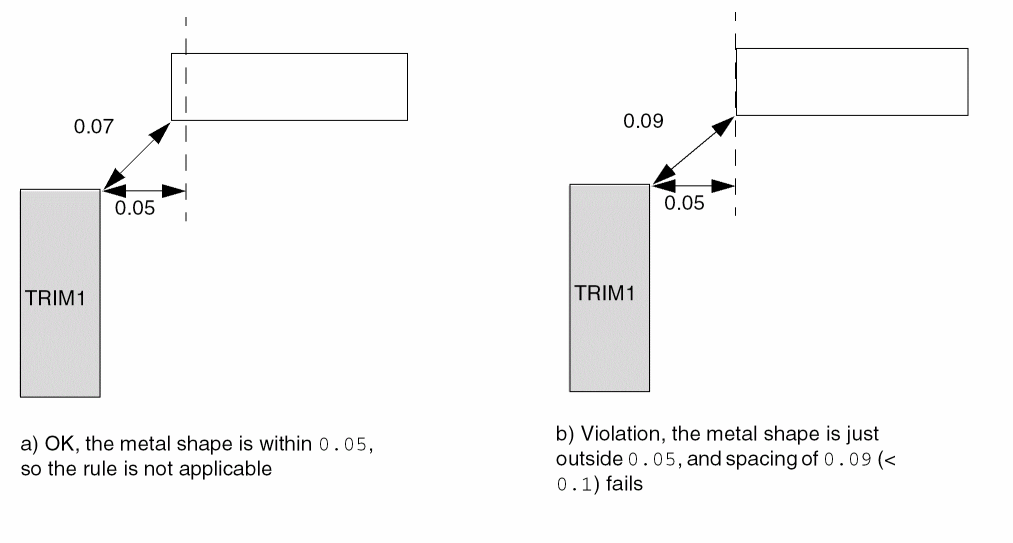 0.07
0.05
TRIM1
a) OK, the metal shape is within 0.05,
so the rule is not applicable
0.09
0.05
TRIM1
b) Violation, the metal shape is just
outside 0.05, and spacing of 0.09 (<
0.1) fails